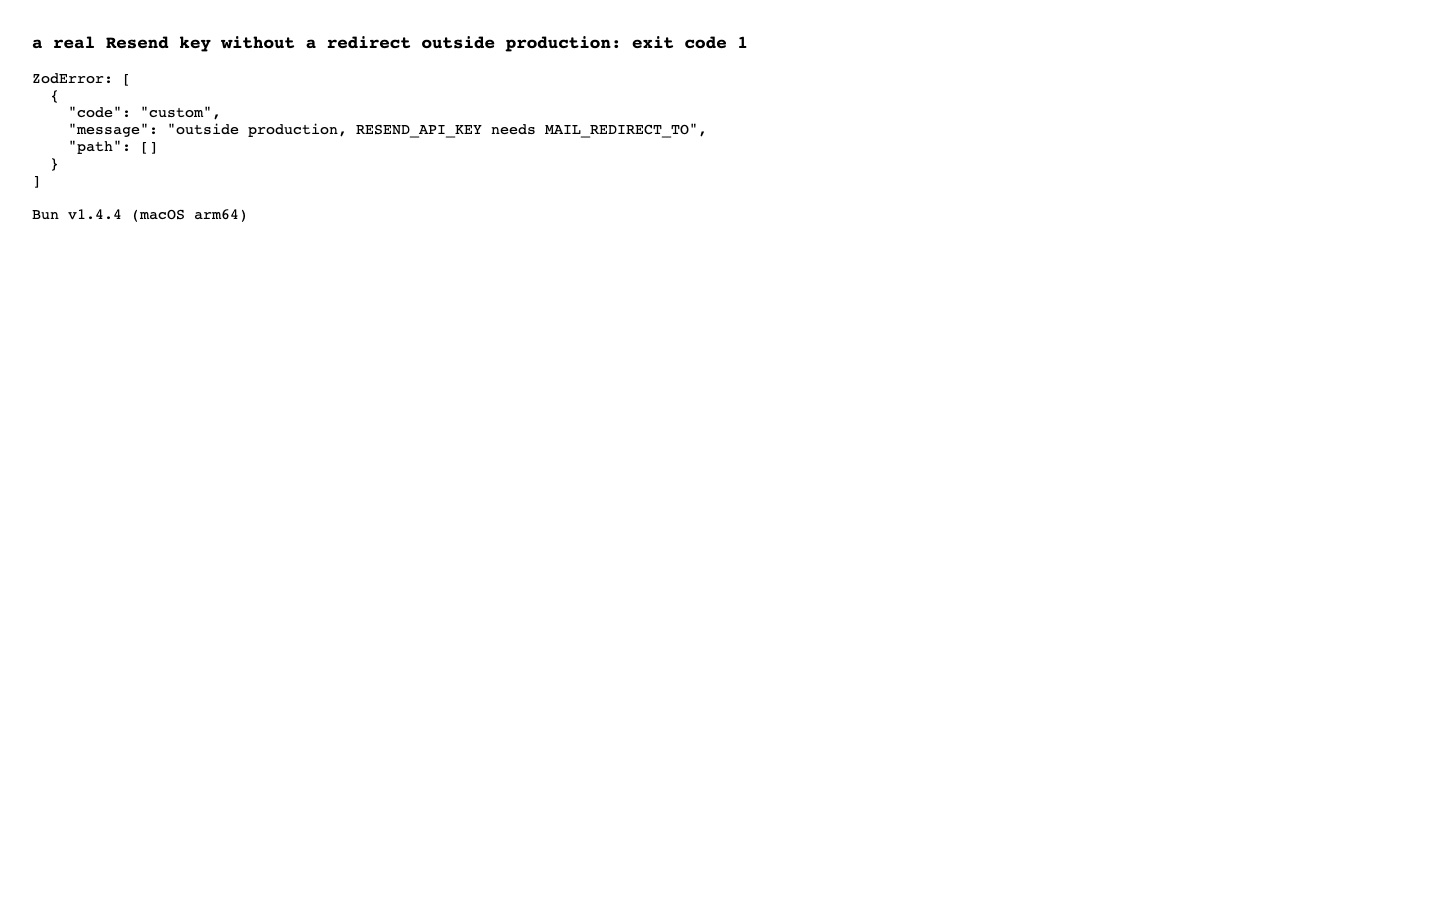 a real Resend key without a redirect outside production: exit code 1
ZodError: [
  {
    "code": "custom",
    "message": "outside production, RESEND_API_KEY needs MAIL_REDIRECT_TO",
    "path": []
  }
]
Bun v1.4.4 (macOS arm64)